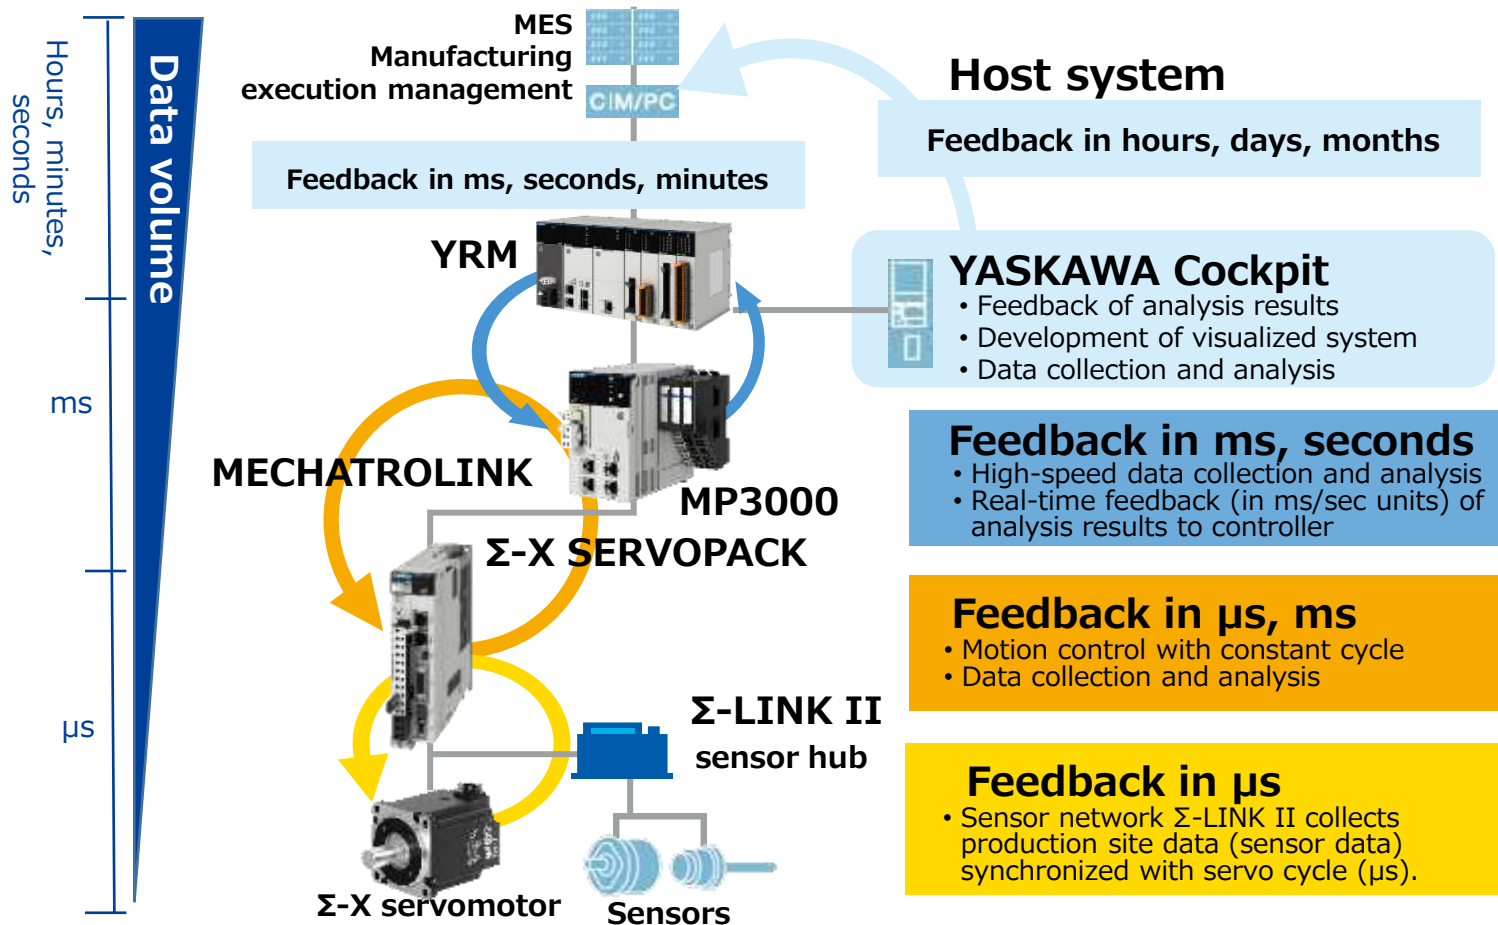 MES
Manufacturing
execution management
CIM/PC
Host system
Feedback in hours, days, months
Feedback in ms, seconds, minutes
Hours, minutes,
seconds
Data volume
ms
µs
YRM
YASKAWA Cockpit
• Feedback of analysis results
• Development of visualized system
• Data collection and analysis
MECHATROLINK
MP3000
Σ-X SERVOPACK
Feedback in ms, seconds
• High-speed data collection and analysis
• Real-time feedback (in ms/sec units) of
analysis results to controller
Feedback in µs, ms
• Motion control with constant cycle
• Data collection and analysis
Σ-LINK II
sensor hub
Feedback in µs
• Sensor network Σ-LINK II collects
production site data (sensor data)
synchronized with servo cycle (µs).
Σ-X servomotor
Sensors